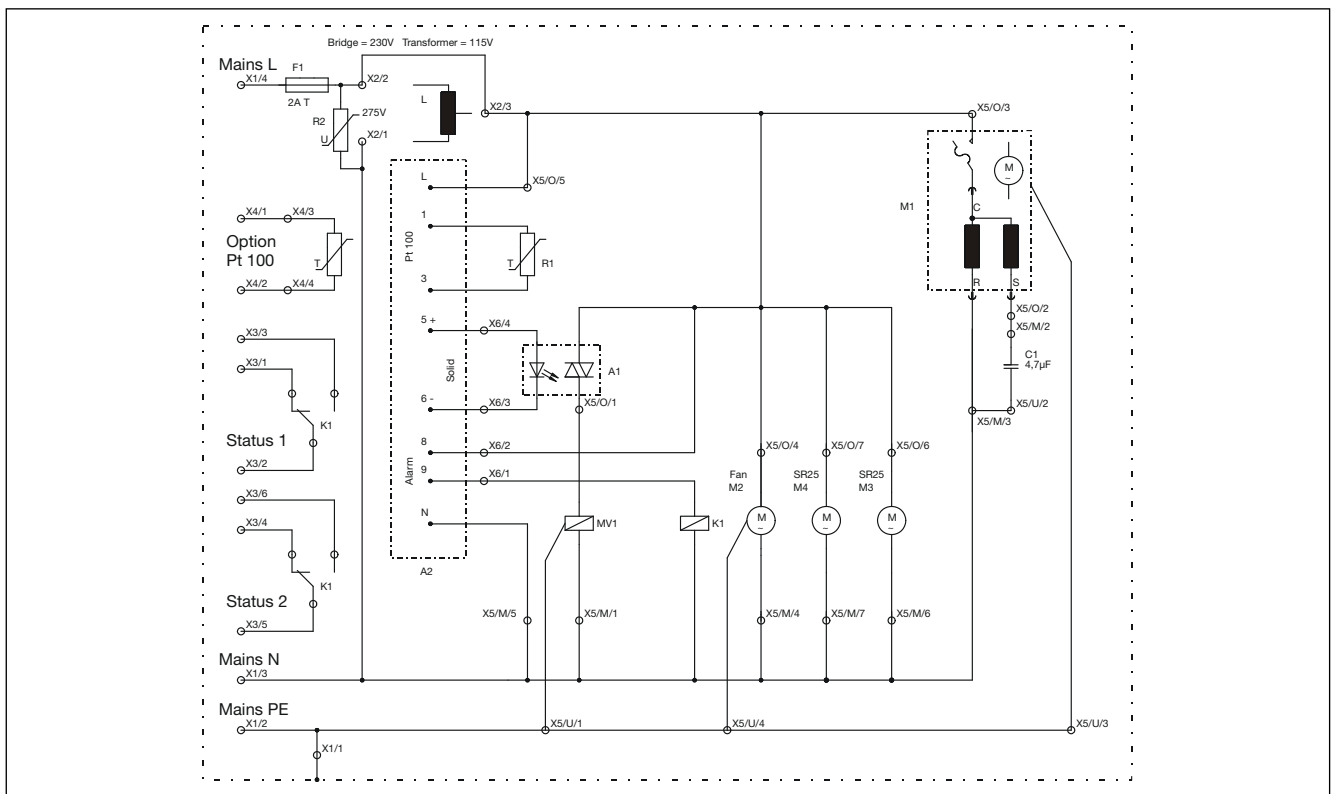 Bridge = 230V Transformer = 115V
Mains L
X1/4
F1
2A T
X2/2
R2
275V
U
X2/1
L
X2/3
X5/O/3
L
X5/O/5
M
~
M1
C
R
S
X4/1
X4/3
Option
Pt 100
T
X4/2
X4/4
1
Pt 100
3
T
R1
X5/O/2
X5/M/2
C1
4,7µF
X5/U/2
X5/M/3
X3/3
X3/1
K1
Status 1
X3/2
5 +
X6/4
Solid
A1
6 -
X6/3
X5/O/1
8
X6/2
Alarm
9
X6/1
X5/O/4
X5/O/7
X5/O/6
Fan
M2
SR25
M4
SR25
M3
X3/6
X3/4
K1
Status 2
X3/5
N
A2
MV1
K1
M
~
M
~
M
~
X5/M/5
X5/M/1
X5/M/4
X5/M/7
X5/M/6
Mains N
X1/3
Mains PE
X1/2
X5/U/1
X5/U/4
X5/U/3
X1/1